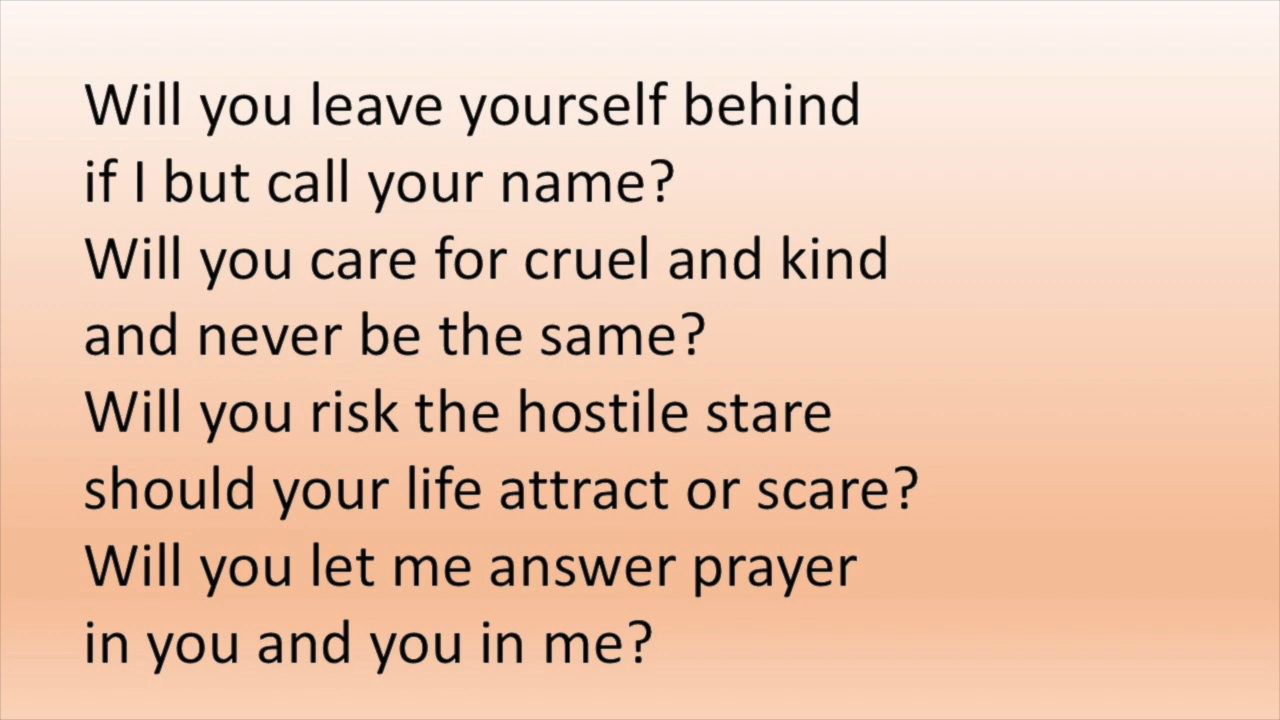 Will you leave yourself behind
if I but call your name?
Will you care for cruel and kind
and never be the same?
Will you risk the hostile stare
should your life attract or scare?
Will you let me answer prayer
in you and you in me?